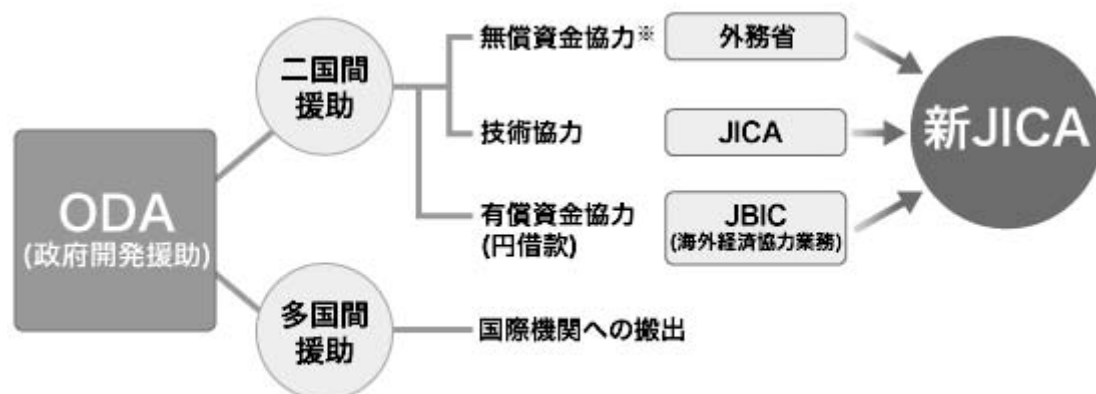 ODA
(政府開発援助)
二国間
援助
無償資金協力※
外務省
技術協力
JICA
有償資金協力
(円借款)
JBIC
(海外経済協力業務)
新JICA
多国間
援助
国際機関への搬出